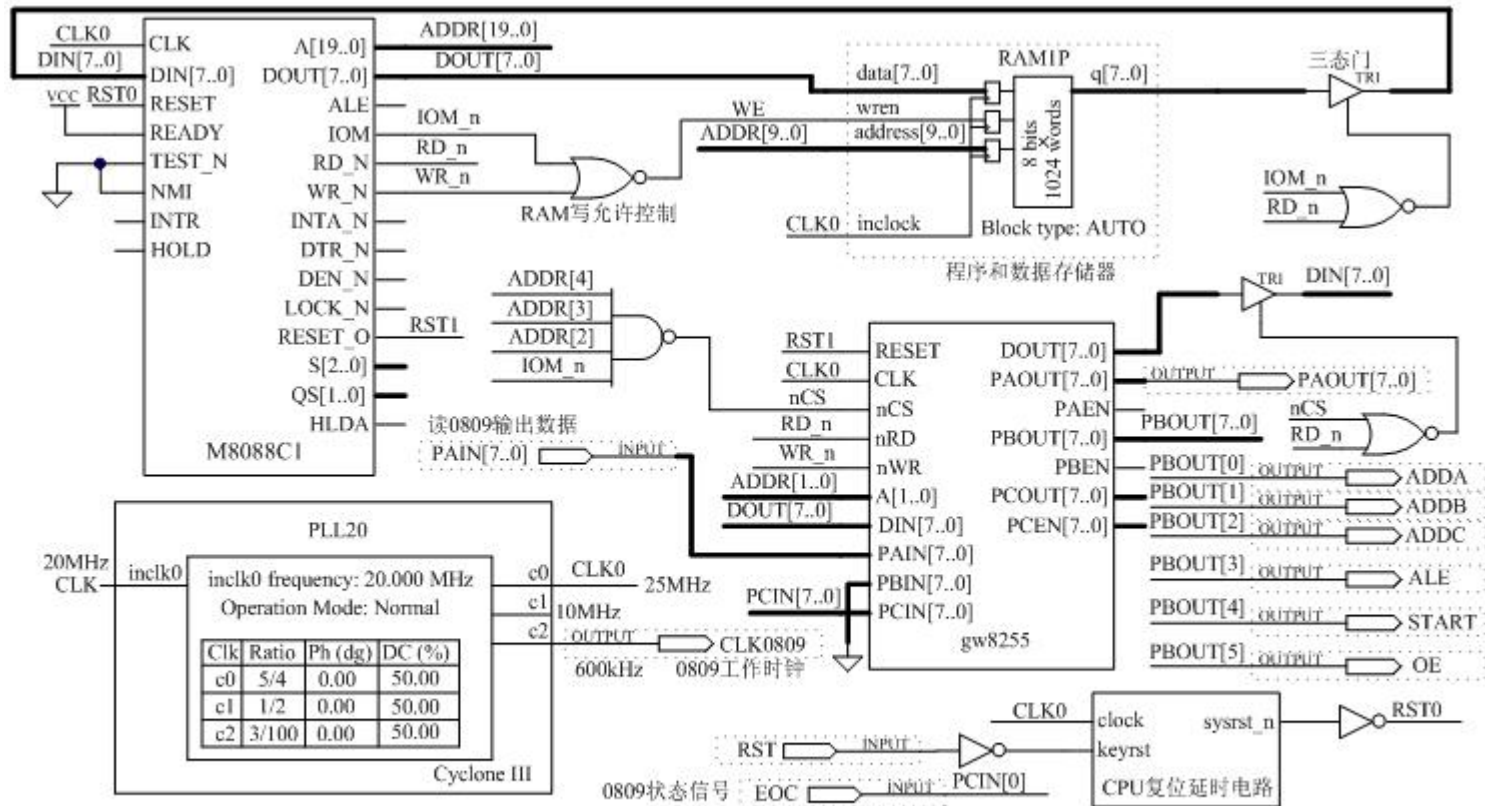 CLK0
DIN[7..0]
VCC RST0
CLK
DIN[7..0]
RESET
READY
TEST_N
NMI
INTR
HOLD
A[19..0]
DOUT[7..0]
ALE
IOM
RD_N
WR_N
INTA_N
DTR_N
DEN_N
LOCK_N
RESET_O
S[2..0]
QS[1..0]
HLDA
M8088C1
ADDR[19..0]
DOUT[7..0]
IOM_n
RD_n
WR_n
RST1
RAM写允许控制
WE
ADDR[9..0]
CLK0
RAM1P
data[7..0]
wren
address[9..0]
inclock
q[7..0]
8 bits
×
1024 words
Block type: AUTO
程序和数据存储器
三态门
TRI
IOM_n
RD_n
ADDR[4]
ADDR[3]
ADDR[2]
IOM_n
读0809输出数据
PAIN[7..0]
INPUT
RST1
CLK0
nCS
RD_n
WR_n
ADDR[1..0]
DOUT[7..0]
PCIN[7..0]
RESET
CLK
nCS
nRD
nWR
A[1..0]
DIN[7..0]
PAIN[7..0]
PBIN[7..0]
PCIN[7..0]
DOUT[7..0]
PAOUT[7..0]
PAEN
PBOUT[7..0]
PBEN
PCOUT[7..0]
PCEN[7..0]
gw8255
TRI
DIN[7..0]
OUTPUT
PAOUT[7..0]
nCS
RD_n
PBOUT[7..0]
PBOUT[0] OUTPUT ADDA
PBOUT[1] OUTPUT ADDB
PBOUT[2] OUTPUT ADDC
PBOUT[3] OUTPUT ALE
PBOUT[4] OUTPUT START
PBOUT[5] OUTPUT OE
PLL20
20MHz
CLK
inclk0
inclk0 frequency: 20.000 MHz
Operation Mode: Normal
Clk Ratio Ph (dg) DC (%)
c0 5/4 0.00 50.00
c1 1/2 0.00 50.00
c2 3/100 0.00 50.00
Cyclone III
c0 CLK0
25MHz
c1
10MHz
c2 OUTPUT CLK0809
600kHz 0809工作时钟
CLK0
RST INPUT
clock
keyrst
sysrst_n
RST0
CPU复位延时电路
0809状态信号 EOC INPUT PCIN[0]